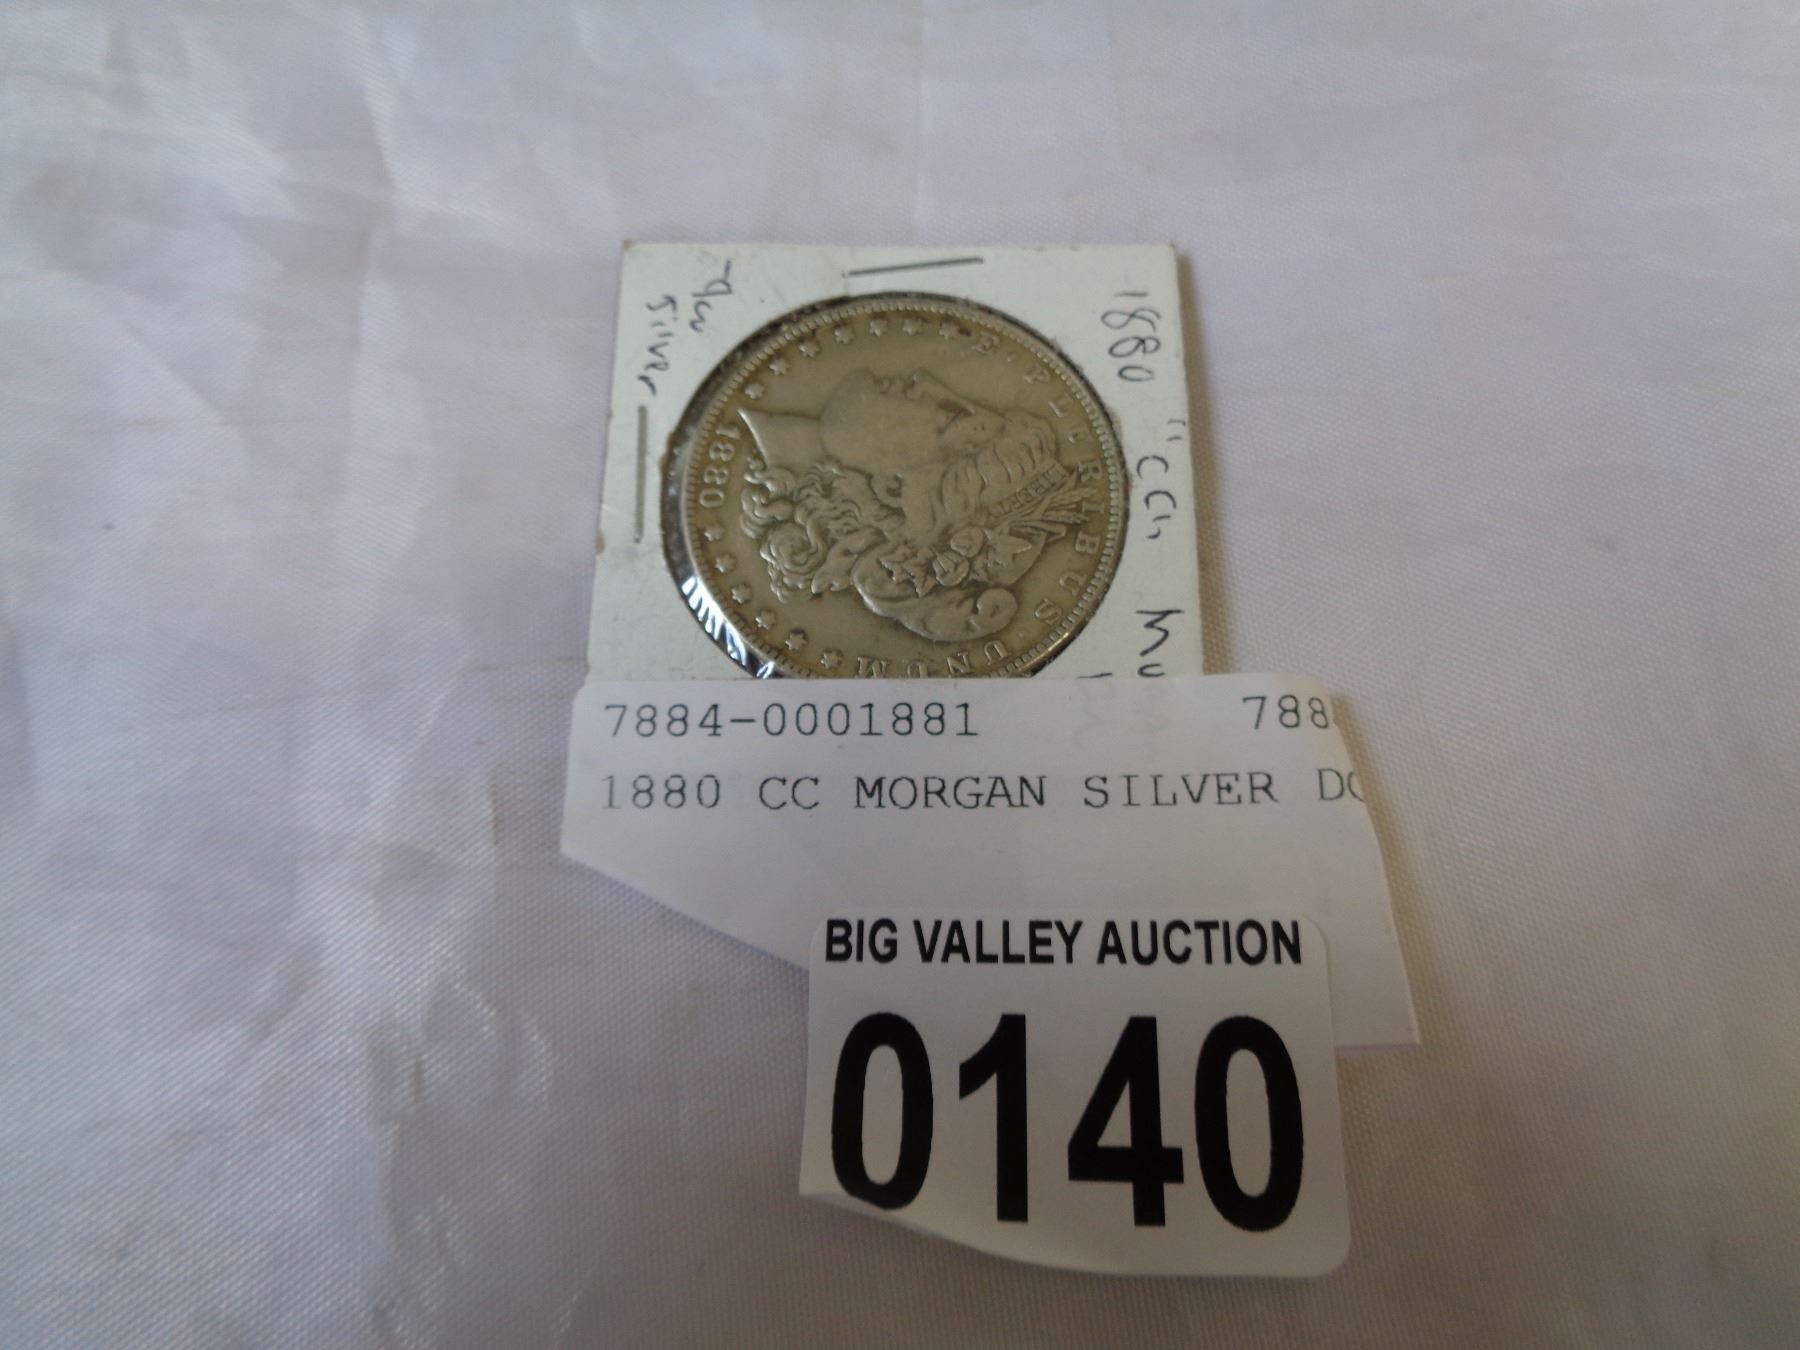 1880 "CC"
Silver
E·PLURIBUS·UNUM
LIBERTY
1880
7884-0001881 788
1880 CC MORGAN SILVER DO
BIG VALLEY AUCTION
0140